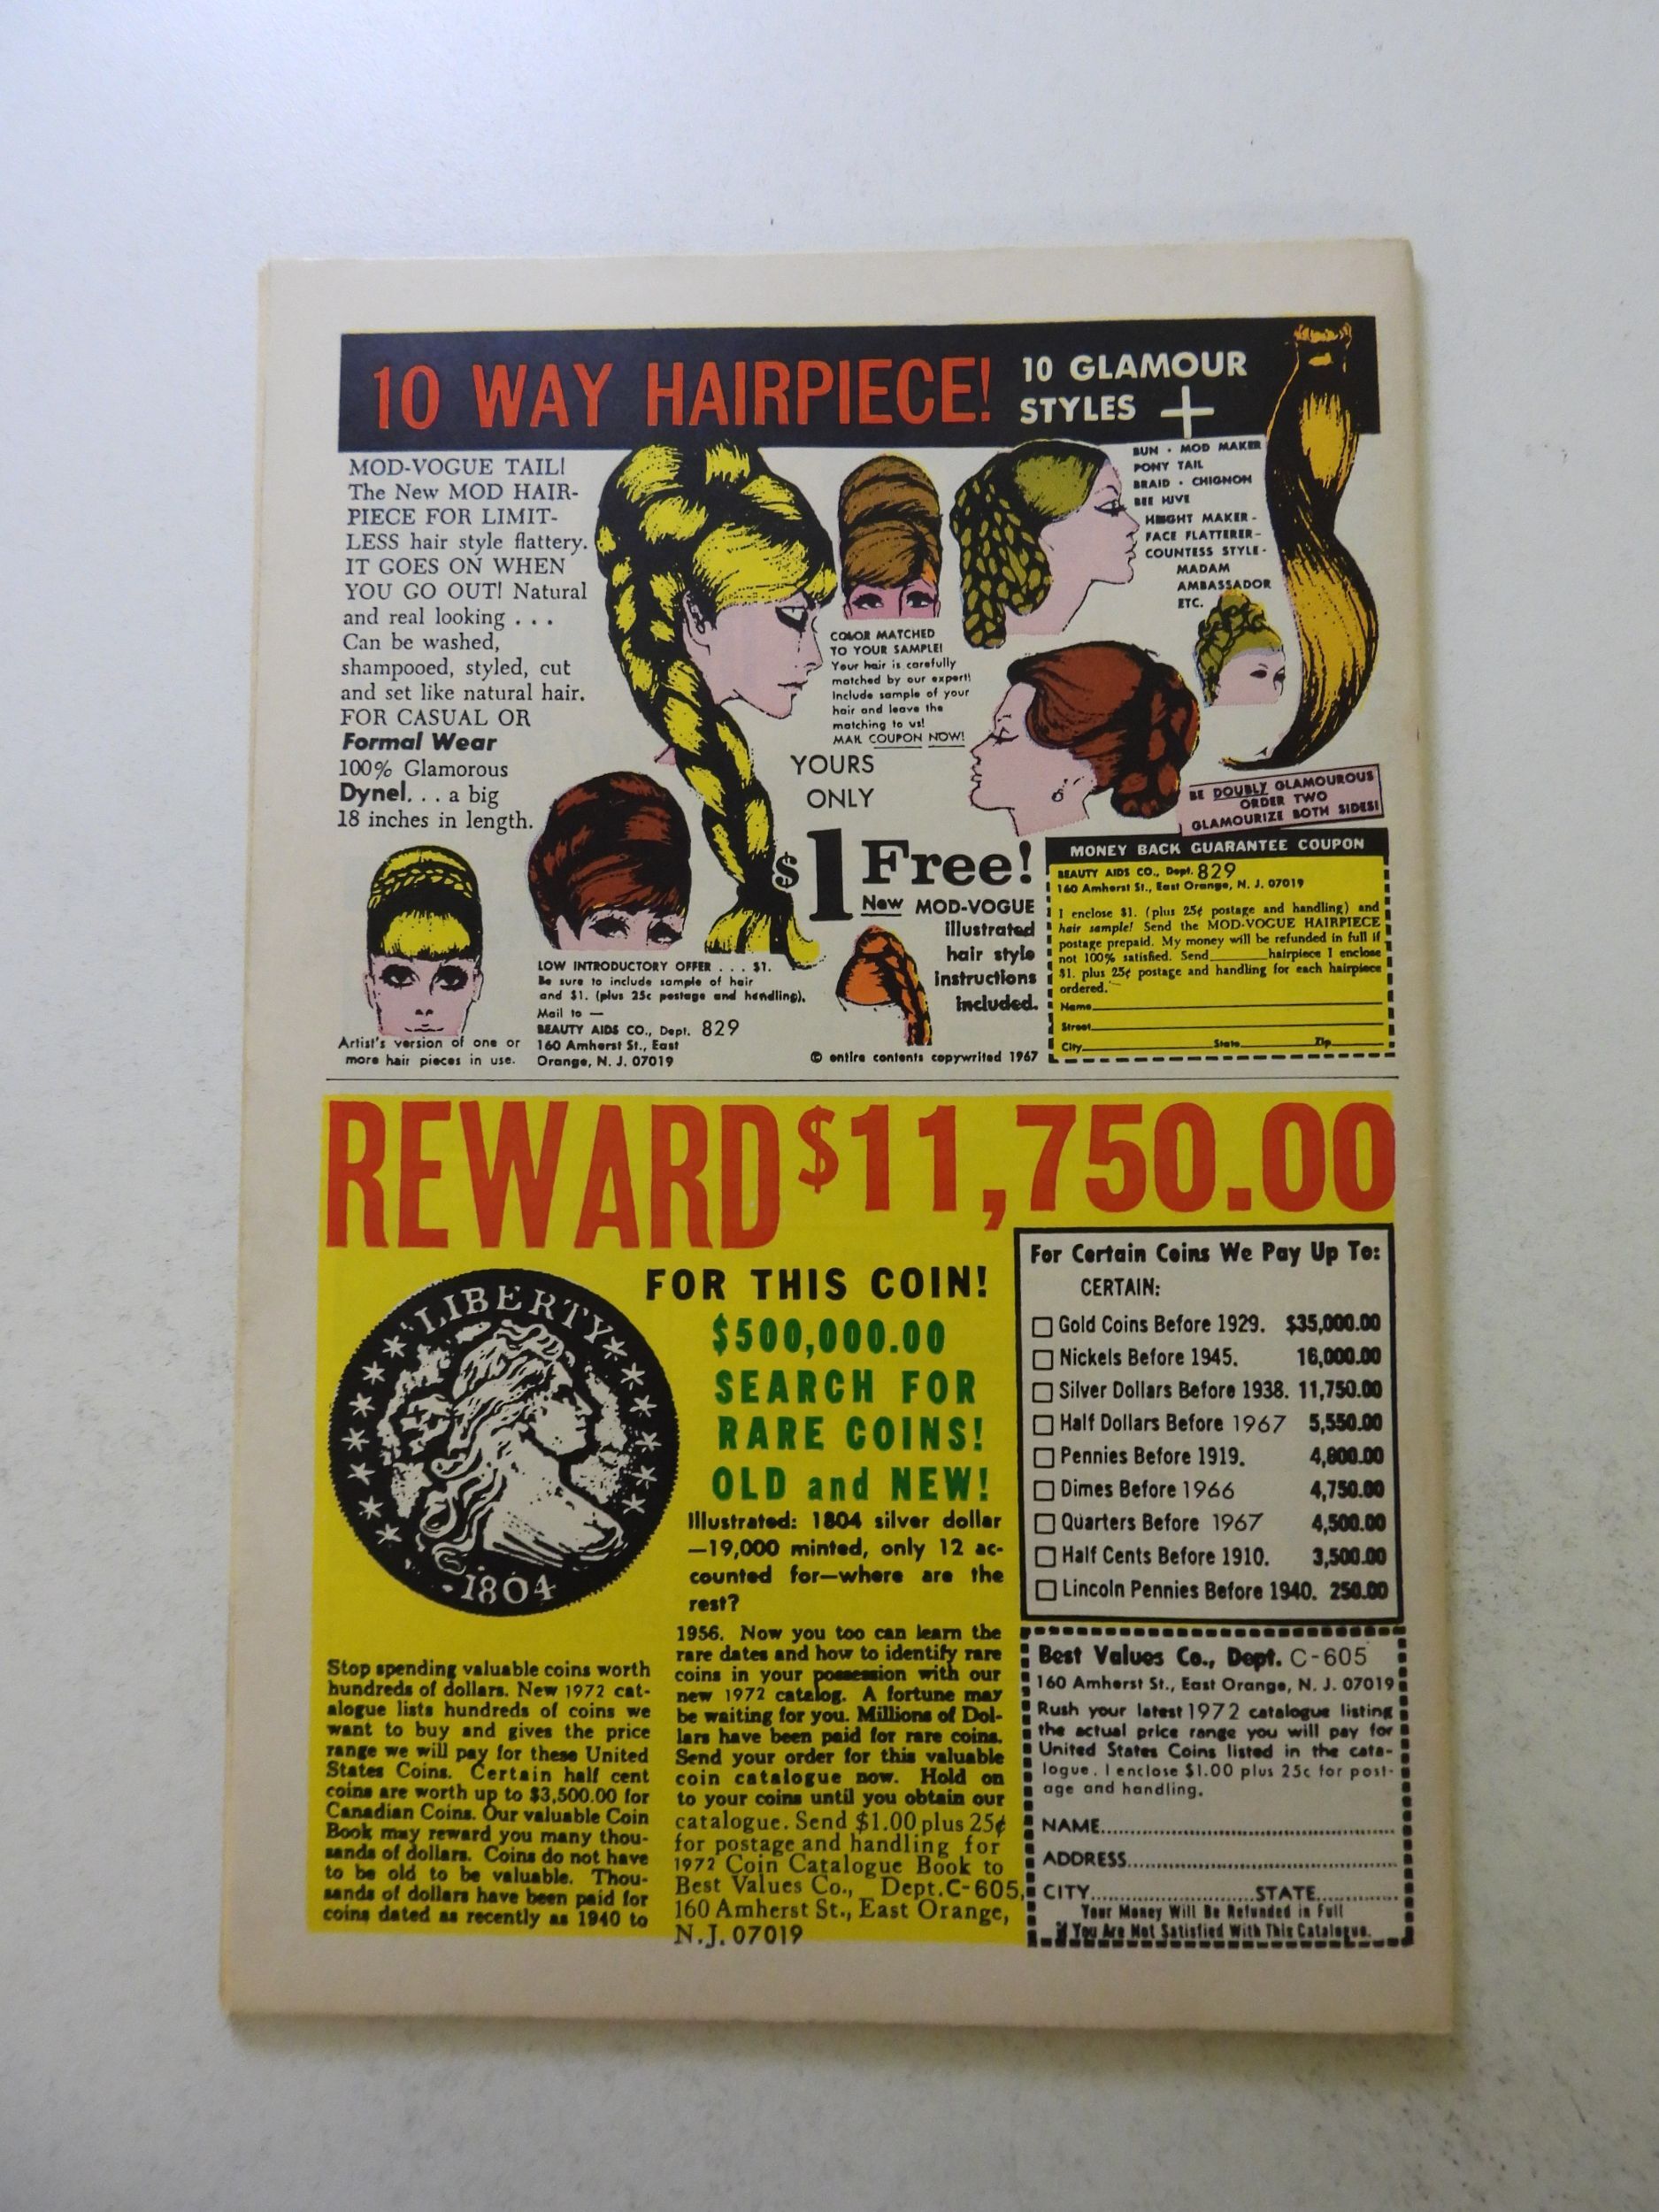 10 WAY HAIRPIECE!
10 GLAMOUR
STYLES +
MOD-VOGUE TAIL!
The New MOD HAIR-
PIECE FOR LIMIT-
LESS hair style flattery.
IT GOES ON WHEN
YOU GO OUT! Natural
and real looking . . .
Can be washed,
shampooed, styled, cut
and set like natural hair.
FOR CASUAL OR
Formal Wear
100% Glamorous
Dynel. . . a big
18 inches in length.
BUN · MOD MAKER
PONY TAIL
BRAID · CHIGNON
BEE HIVE
HEIGHT MAKER -
FACE FLATTERER-
COUNTESS STYLE-
MADAM
AMBASSADOR
ETC.
COLOR MATCHED
TO YOUR SAMPLE!
Your hair is carefully
matched by our expert!
Include sample of your
hair and leave the
matching to us!
MAIL COUPON NOW!
YOURS
ONLY
$1
Free!
New MOD-VOGUE
illustrated
hair style
instructions
included.
BE DOUBLY GLAMOUROUS
ORDER TWO
GLAMOURIZE BOTH SIDES!
Artist's version of one or
more hair pieces in use.
LOW INTRODUCTORY OFFER . . . $1.
Be sure to include sample of hair
and $1. (plus 25c postage and handling).
Mail to —
BEAUTY AIDS CO., Dept. 829
160 Amherst St., East
Orange, N. J. 07019
© entire contents copywrited 1967
MONEY BACK GUARANTEE COUPON
BEAUTY AIDS CO., Dept. 829
160 Amherst St., East Orange, N. J. 07019
I enclose $1. (plus 25¢ postage and handling) and
hair sample! Send the MOD-VOGUE HAIRPIECE
postage prepaid. My money will be refunded in full if
not 100% satisfied. Send________hairpiece I enclose
$1. plus 25¢ postage and handling for each hairpiece
ordered.
Name
Street
City State Zip
REWARD $11,750.00
FOR THIS COIN!
$500,000.00
SEARCH FOR
RARE COINS!
OLD and NEW!
LIBERTY
1804
Illustrated: 1804 silver dollar
—19,000 minted, only 12 ac-
counted for—where are the
rest?
Stop spending valuable coins worth
hundreds of dollars. New 1972 cat-
alogue lists hundreds of coins we
want to buy and gives the price
range we will pay for these United
States Coins. Certain half cent
coins are worth up to $3,500.00 for
Canadian Coins. Our valuable Coin
Book may reward you many thou-
sands of dollars. Coins do not have
to be old to be valuable. Thou-
sands of dollars have been paid for
coins dated as recently as 1940 to
1956. Now you too can learn the
rare dates and how to identify rare
coins in your possession with our
new 1972 catalog. A fortune may
be waiting for you. Millions of Dol-
lars have been paid for rare coins.
Send your order for this valuable
coin catalogue now. Hold on
to your coins until you obtain our
catalogue. Send $1.00 plus 25¢
for postage and handling for
1972 Coin Catalogue Book to
Best Values Co., Dept. C-605,
160 Amherst St., East Orange,
N.J. 07019
For Certain Coins We Pay Up To:
CERTAIN:
Gold Coins Before 1929. $35,000.00
Nickels Before 1945. 16,000.00
Silver Dollars Before 1938. 11,750.00
Half Dollars Before 1967 5,550.00
Pennies Before 1919. 4,800.00
Dimes Before 1966 4,750.00
Quarters Before 1967 4,500.00
Half Cents Before 1910. 3,500.00
Lincoln Pennies Before 1940. 250.00
Best Values Co., Dept. C-605
160 Amherst St., East Orange, N. J. 07019
Rush your latest 1972 catalogue listing
the actual price range you will pay for
United States Coins listed in the cata-
logue. I enclose $1.00 plus 25c for post-
age and handling.
NAME
ADDRESS
CITY STATE
Your Money Will Be Refunded in Full
If You Are Not Satisfied With This Catalogue.